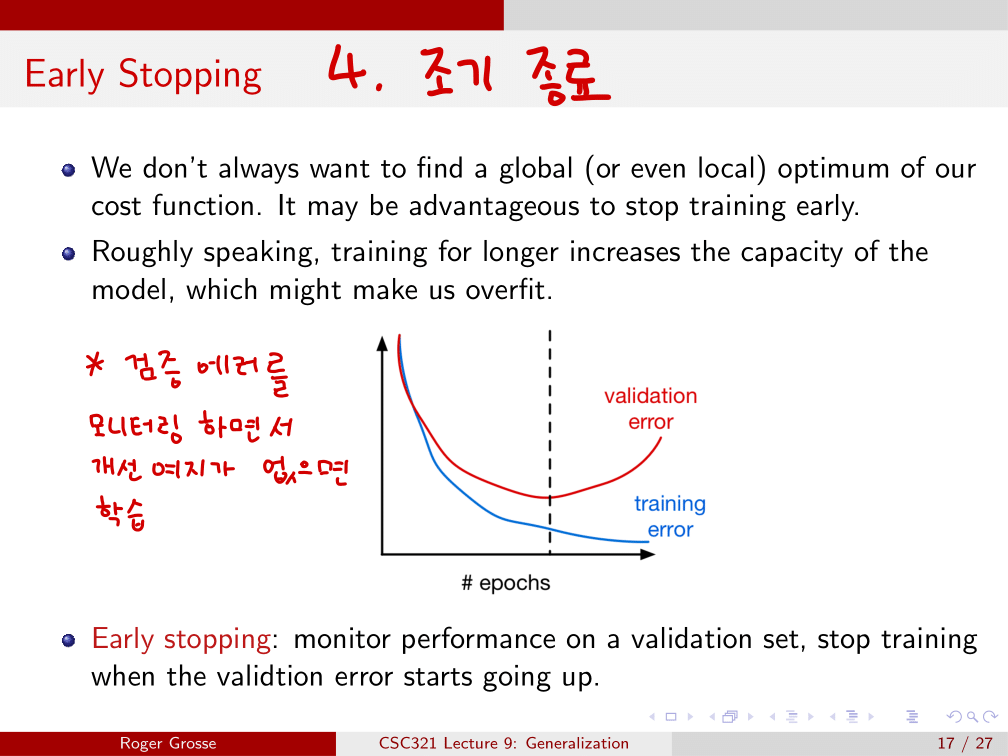 Early Stopping 4. 조기 종료
We don't always want to find a global (or even local) optimum of our
cost function. It may be advantageous to stop training early.
Roughly speaking, training for longer increases the capacity of the
model, which might make us overfit.
* 검증 에러를
모니터링 하면서
개선 여지가 없으면
학습
validation
error
training
error
# epochs
Early stopping: monitor performance on a validation set, stop training
when the validtion error starts going up.
Roger Grosse CSC321 Lecture 9: Generalization 17 / 27